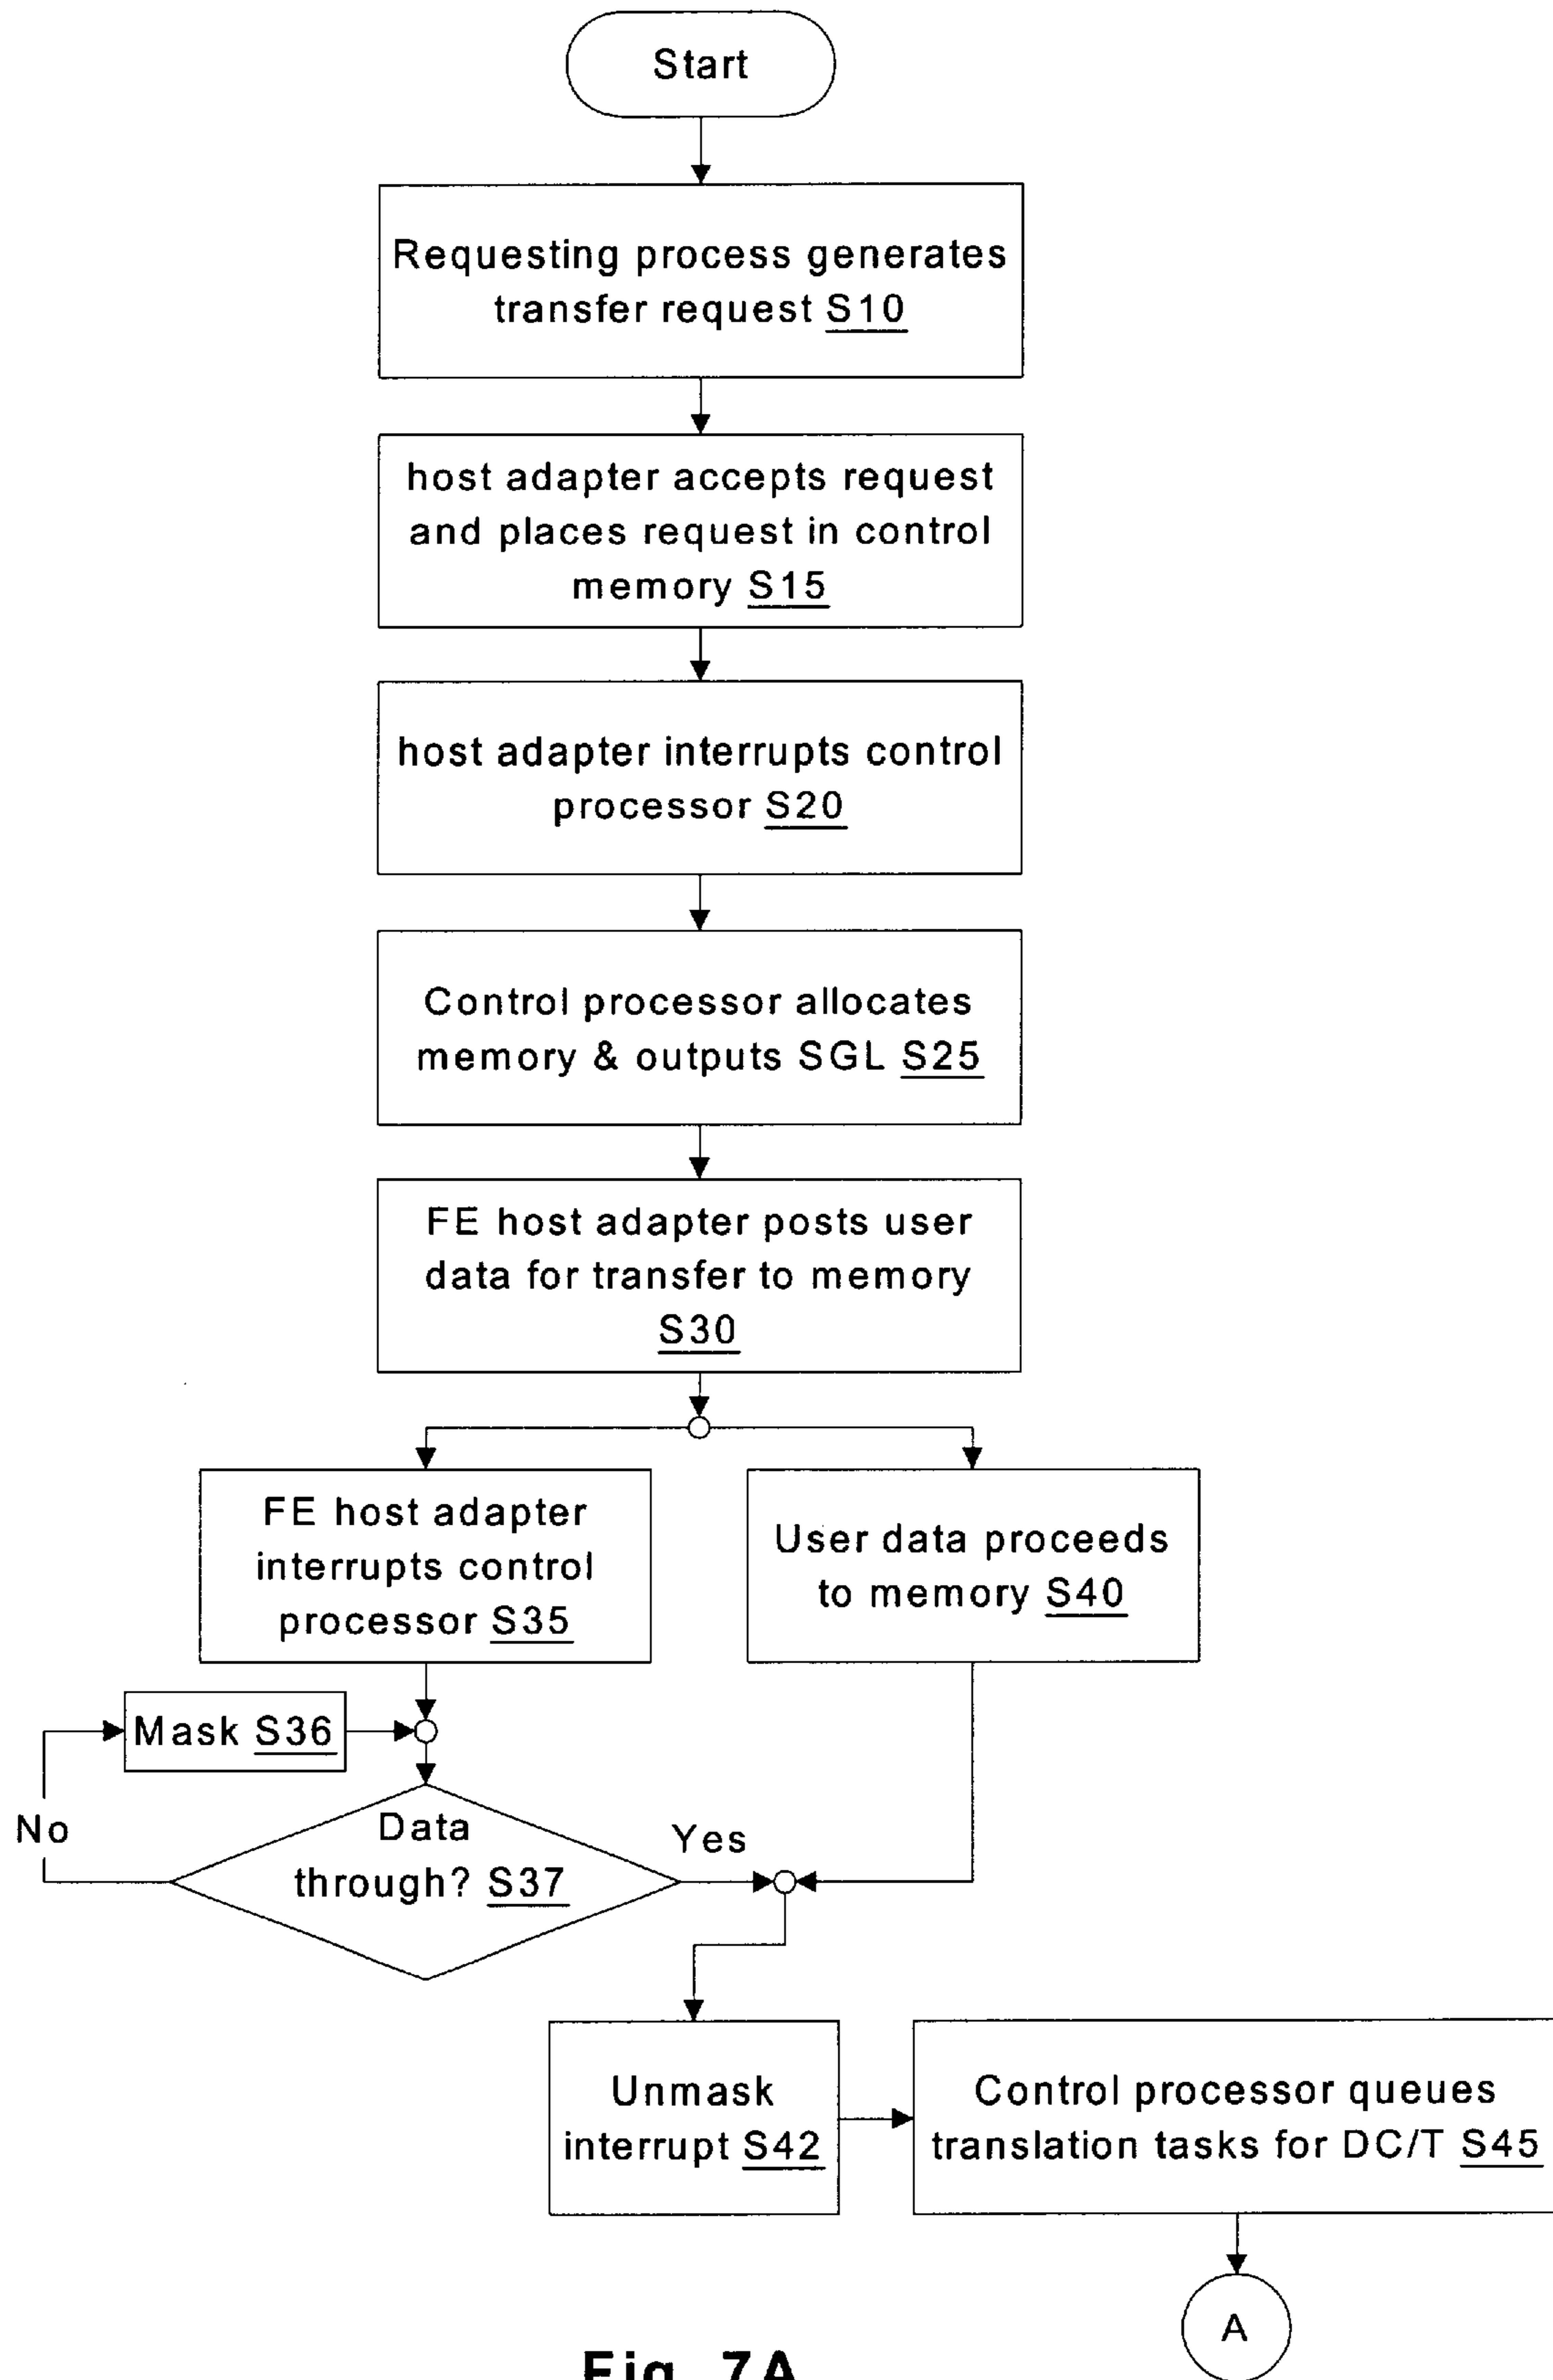 Start
Requesting process generates
transfer request S10
host adapter accepts request
and places request in control
memory S15
host adapter interrupts control
processor S20
Control processor allocates
memory & outputs SGL S25
FE host adapter posts user
data for transfer to memory
S30
FE host adapter
interrupts control
processor S35
User data proceeds
to memory S40
Mask S36
No
Data
through? S37
Yes
Unmask
interrupt S42
Control processor queues
translation tasks for DC/T S45
A
Fig. 7A